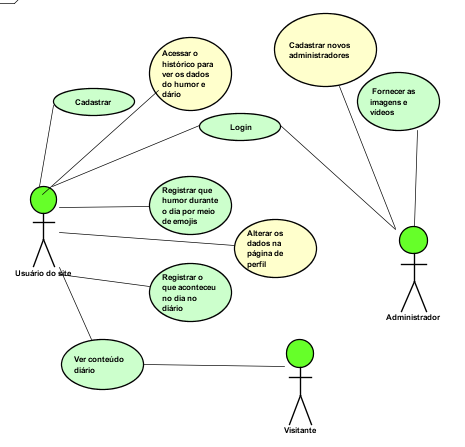 Acessar o
histórico para
ver os dados
do humor e
dário
Cadastrar novos
administradores
Fornecer as
imagens e
vídeos
Cadastrar
Login
Registrar que
humor durante
o dia por meio
de emojis
Alterar os
dados na
página de
perfil
Usuário do site
Registrar o
que aconteceu
no dia no
diário
Administrador
Ver conteúdo
diário
Visitante